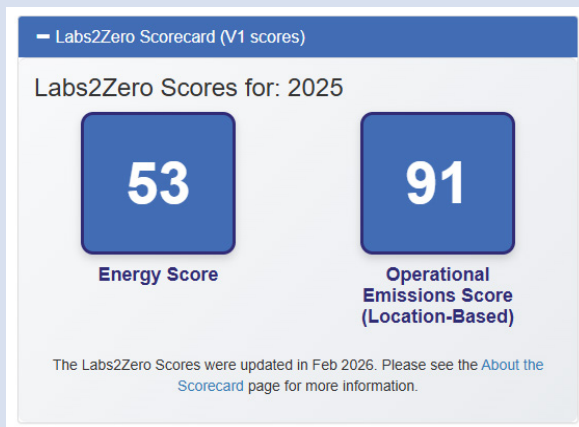 − Labs2Zero Scorecard (V1 scores)
Labs2Zero Scores for: 2025
53
91
Energy Score
Operational
Emissions Score
(Location-Based)
The Labs2Zero Scores were updated in Feb 2026. Please see the About the
Scorecard page for more information.